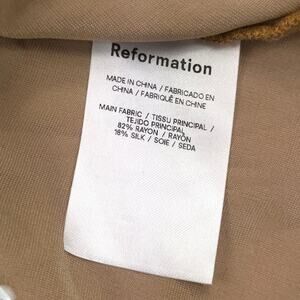 Reformation
MADE IN CHINA / FABRICADO EN
CHINA / FABRIQUÉ EN CHINE
MAIN FABRIC / TISSU PRINCIPAL /
TEJIDO PRINCIPAL
82% RAYON / RAYÓN
18% SILK / SOIE / SEDA